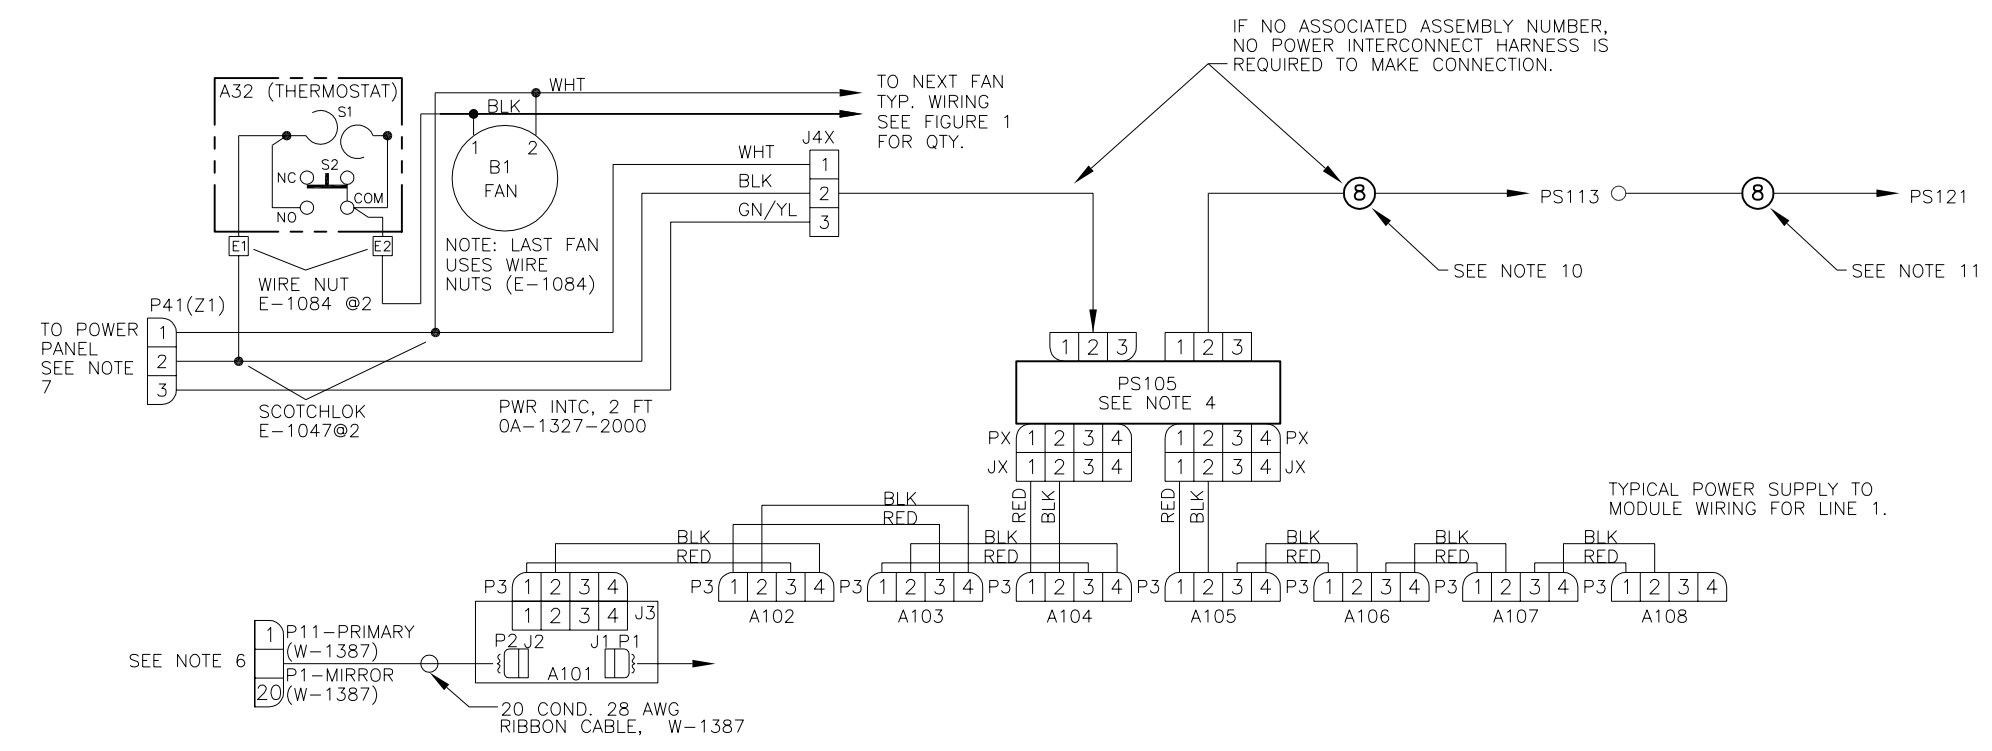 IF NO ASSOCIATED ASSEMBLY NUMBER,
NO POWER INTERCONNECT HARNESS IS
REQUIRED TO MAKE CONNECTION.
A32 (THERMOSTAT)
S1
S2
NC
NO
COM
E1
E2
WHT
BLK
TO NEXT FAN
TYP. WIRING
SEE FIGURE 1
FOR QTY.
1 2
B1
FAN
NOTE: LAST FAN
USES WIRE
NUTS (E-1084)
J4X
WHT
1
BLK
2
GN/YL
3
8
PS113
8
PS121
SEE NOTE 10
SEE NOTE 11
WIRE NUT
E-1084 @2
P41(Z1)
TO POWER
PANEL
SEE NOTE
7
1
2
3
SCOTCHLOK
E-1047@2
PWR INTC, 2 FT
0A-1327-2000
1 2 3
1 2 3
PS105
SEE NOTE 4
PX 1 2 3 4
1 2 3 4 PX
JX 1 2 3 4
1 2 3 4 JX
RED
BLK
RED
BLK
TYPICAL POWER SUPPLY TO
MODULE WIRING FOR LINE 1.
BLK
RED
BLK
RED
BLK
RED
BLK
RED
BLK
RED
BLK
RED
P3 1 2 3 4
P3 1 2 3 4
P3 1 2 3 4
P3 1 2 3 4
P3 1 2 3 4
P3 1 2 3 4
P3 1 2 3 4
P3 1 2 3 4
1 2 3 4 J3
A102
A103
A104
A105
A106
A107
A108
P2 J2
J1 P1
A101
SEE NOTE 6
1
20
P11-PRIMARY
(W-1387)
P1-MIRROR
(W-1387)
20 COND. 28 AWG
RIBBON CABLE, W-1387